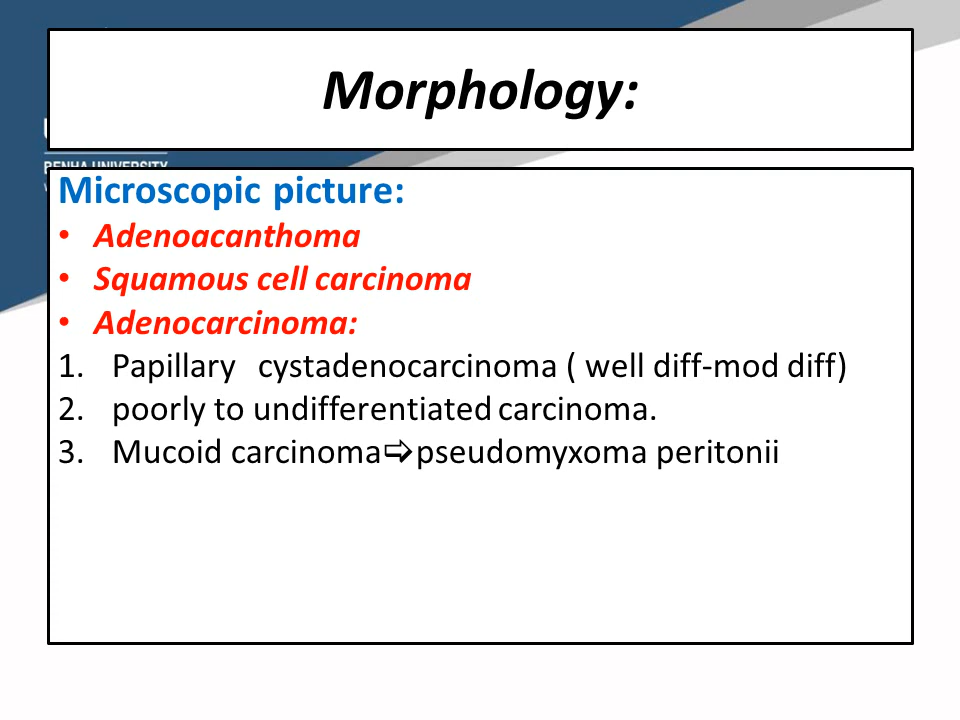 Morphology:
BENHA UNIVERSITY
Microscopic picture:
• Adenoacanthoma
• Squamous cell carcinoma
• Adenocarcinoma:
1. Papillary cystadenocarcinoma ( well diff-mod diff)
2. poorly to undifferentiated carcinoma.
3. Mucoid carcinoma➩pseudomyxoma peritonii